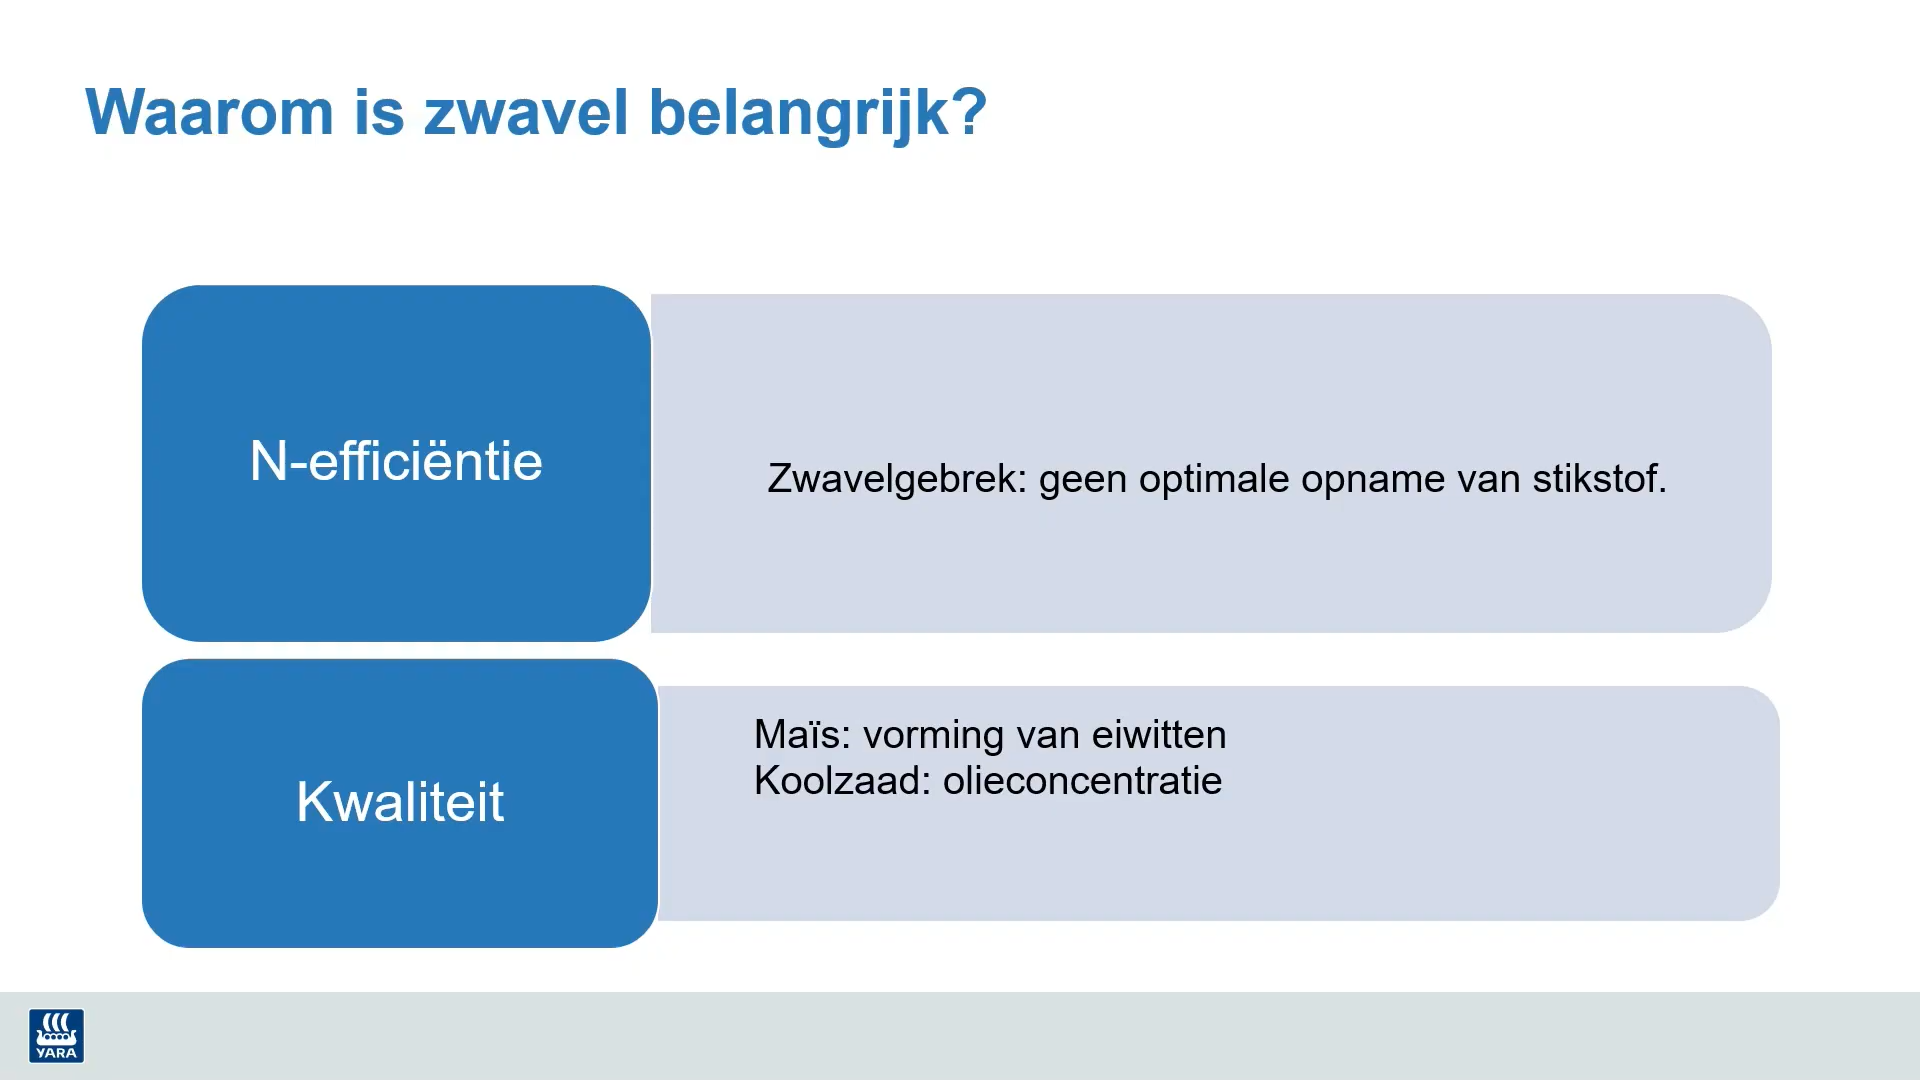 Waarom is zwavel belangrijk?
N-efficiëntie
Zwavelgebrek: geen optimale opname van stikstof.
Kwaliteit
Maïs: vorming van eiwitten
Koolzaad: olieconcentratie
YARA